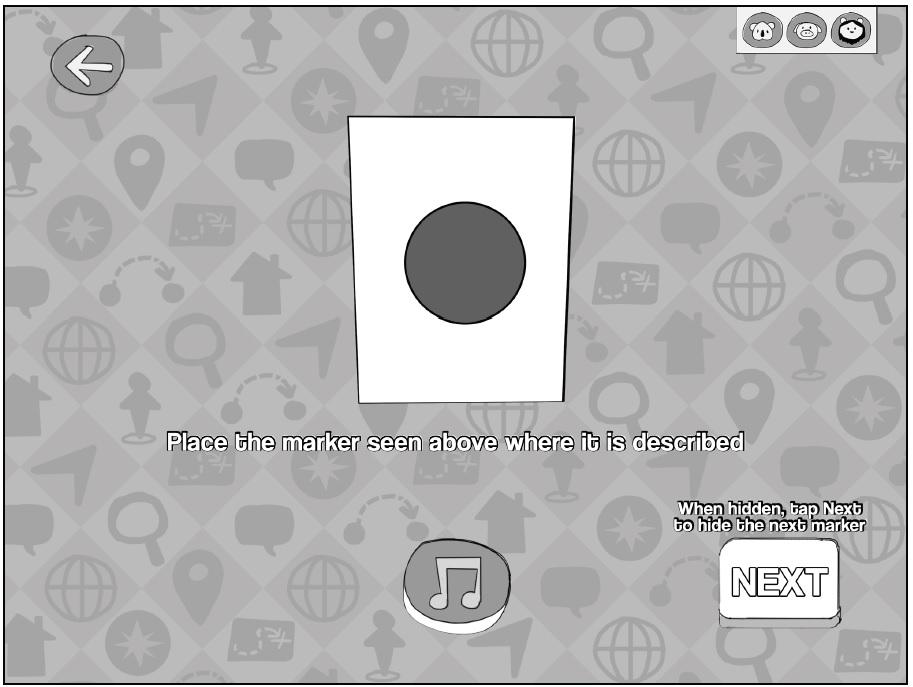 Place the marker seen above where it is described
When hidden, tap Next
to hide the next marker
NEXT